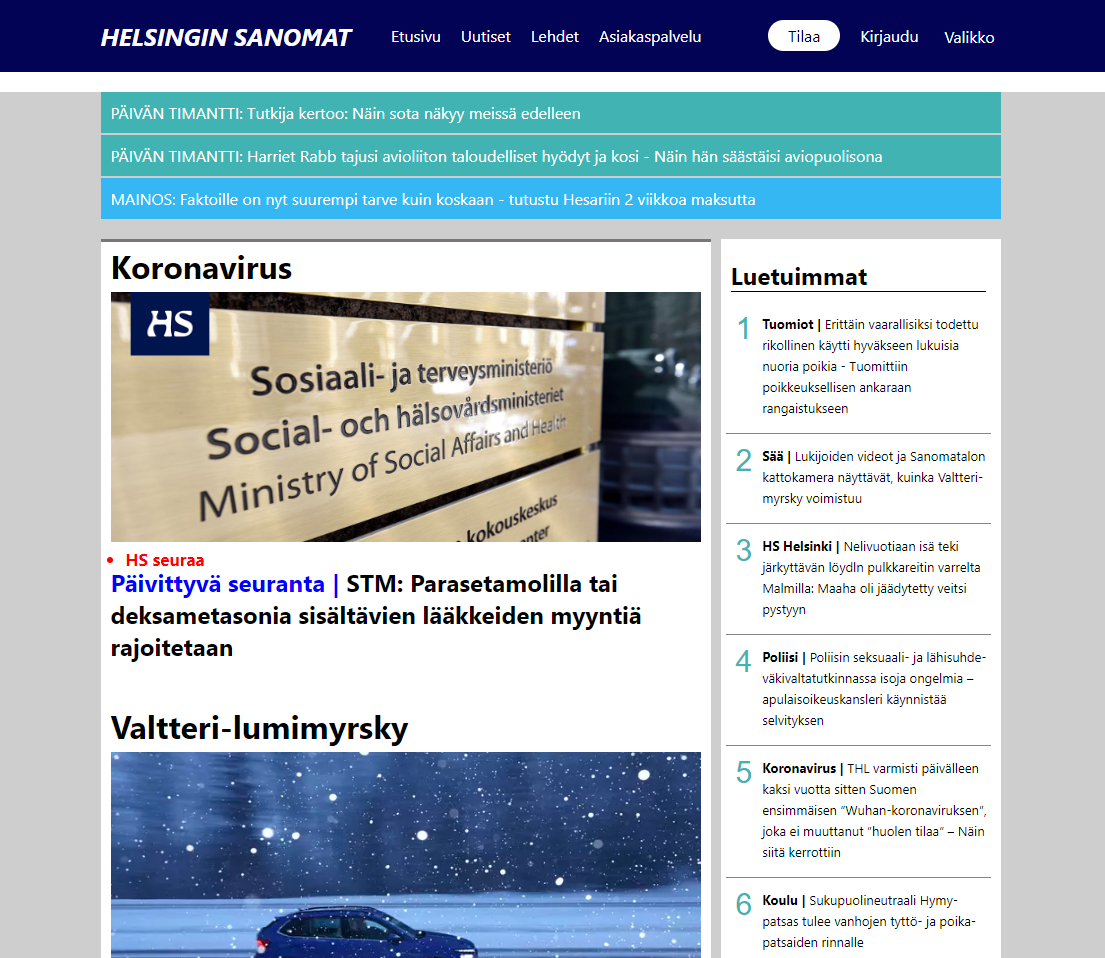 HELSINGIN SANOMAT Etusivu Uutiset Lehdet Asiakaspalvelu Tilaa Kirjaudu Valikko
PÄIVÄN TIMANTTI: Tutkija kertoo: Näin sota näkyy meissä edelleen
PÄIVÄN TIMANTTI: Harriet Rabb tajusi avioliiton taloudelliset hyödyt ja kosi - Näin hän säästäisi aviopuolisona
MAINOS: Faktoille on nyt suurempi tarve kuin koskaan - tutustu Hesariin 2 viikkoa maksutta
Koronavirus
HS
Sosiaali- ja terveysministeriö
Social- och hälsovårdsministeriet
Ministry of Social Affairs and Health
kokouskeskus
• HS seuraa
Päivittyvä seuranta | STM: Parasetamolilla tai
deksametasonia sisältävien lääkkeiden myyntiä
rajoitetaan
Valtteri-lumimyrsky
Luetuimmat
1 Tuomiot | Erittäin vaarallisiksi todettu
rikollinen käytti hyväkseen lukuisia
nuoria poikia - Tuomittiin
poikkeuksellisen ankaraan
rangaistukseen
2 Sää | Lukijoiden videot ja Sanomatalon
kattokamera näyttävät, kuinka Valtteri-
myrsky voimistuu
3 HS Helsinki | Nelivuotiaan isä teki
järkyttävän löydln pulkkareitin varrelta
Malmilla: Maaha oli jäädytetty veitsi
pystyyn
4 Poliisi | Poliisin seksuaali- ja lähisuhde-
väkivaltatutkinnassa isoja ongelmia –
apulaisoikeuskansleri käynnistää
selvityksen
5 Koronavirus | THL varmisti päivälleen
kaksi vuotta sitten Suomen
ensimmäisen ”Wuhan-koronaviruksen”,
joka ei muuttanut ”huolen tilaa” – Näin
siitä kerrottiin
6 Koulu | Sukupuolineutraali Hymy-
patsas tulee vanhojen tyttö- ja poika-
patsaiden rinnalle